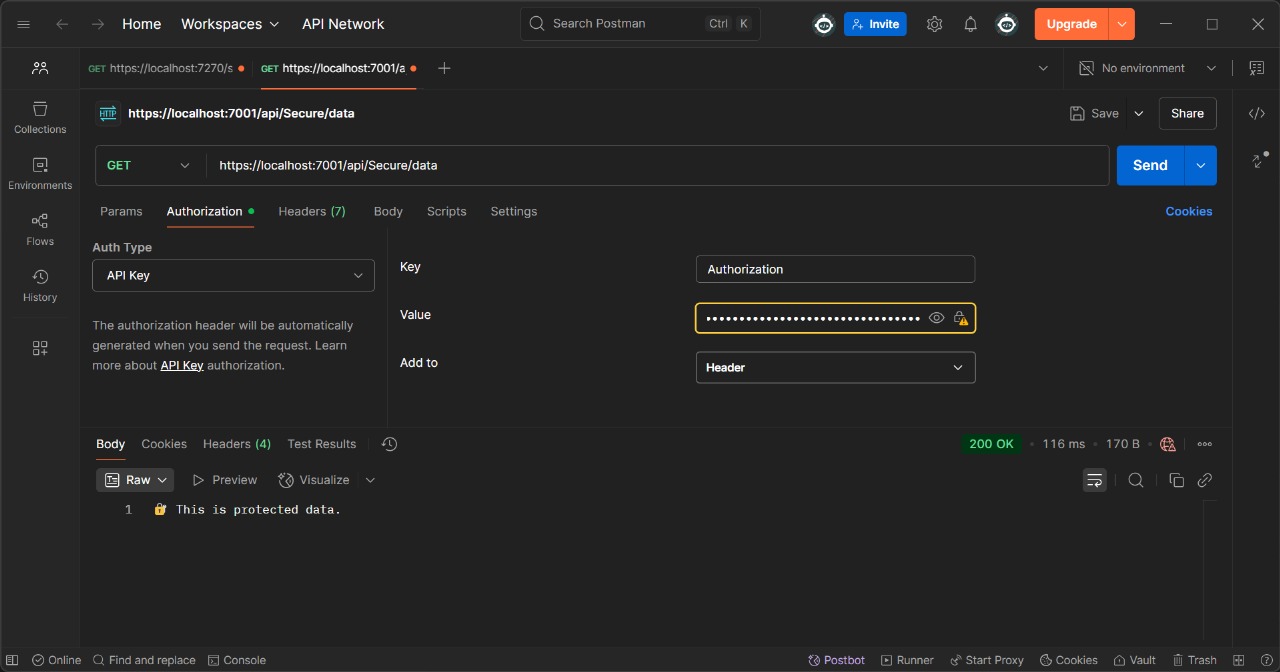 Home Workspaces API Network Search Postman Ctrl K Invite Upgrade
GET https://localhost:7270/s GET https://localhost:7001/a No environment
HTTP https://localhost:7001/api/Secure/data Save Share
GET https://localhost:7001/api/Secure/data Send
Params Authorization Headers (7) Body Scripts Settings Cookies
Collections
Environments
Flows
History
Auth Type
API Key
The authorization header will be automatically
generated when you send the request. Learn
more about API Key authorization.
Key Authorization
Value ••••••••••••••••••••••••••••••••
Add to Header
Body Cookies Headers (4) Test Results 200 OK • 116 ms • 170 B
Raw Preview Visualize
1 🔐 This is protected data.
Online Find and replace Console Postbot Runner Start Proxy Cookies Vault Trash